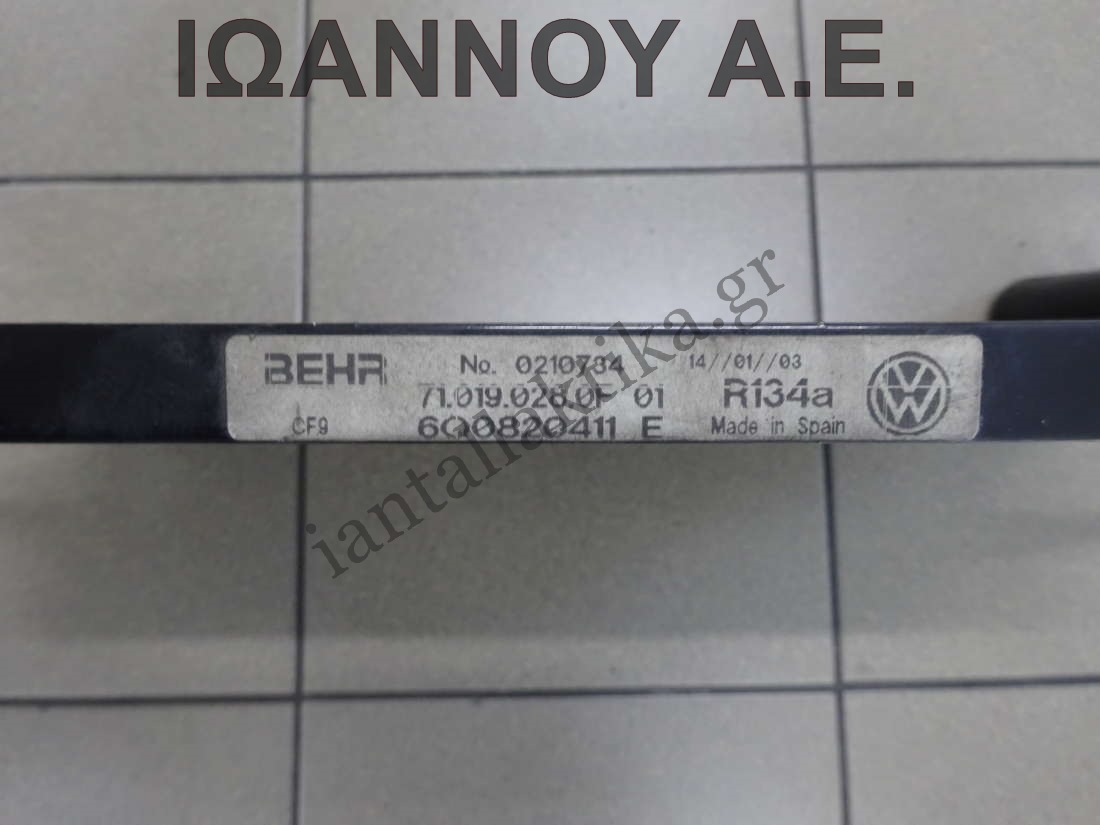 ΙΩΑΝΝΟΥ Α.Ε.
BEHR No. 0210734 14//01//03
71.019.026.0F 01 R134a
CF9 6Q0820411 E Made in Spain
VW
iantallaktika.gr